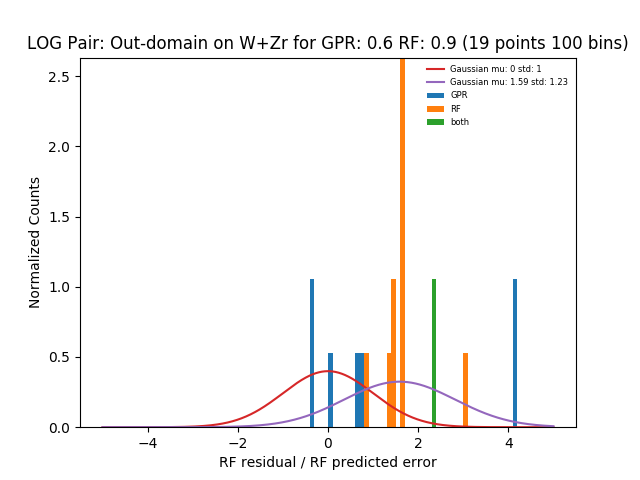 LOG Pair: Out-domain on W+Zr for GPR: 0.6 RF: 0.9 (19 points 100 bins)
Gaussian mu: 0 std: 1
Gaussian mu: 1.59 std: 1.23
GPR
RF
both
Normalized Counts
2.5
2.0
1.5
1.0
0.5
0.0
−4
−2
0
2
4
RF residual / RF predicted error